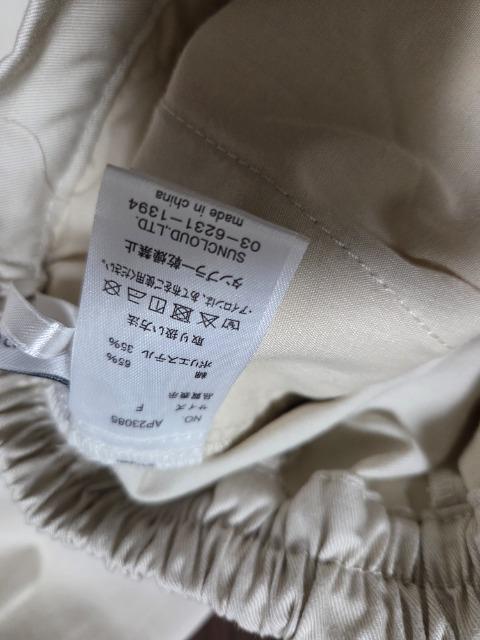 NO. AP23085
サイズ F
品質表示
綿 65%
ポリエステル 35%
取り扱い方法
・アイロンは、あて布をご使用ください。
タンブラー乾燥禁止
SUNCLOUD.,LTD.
03-6231-1394
made in china